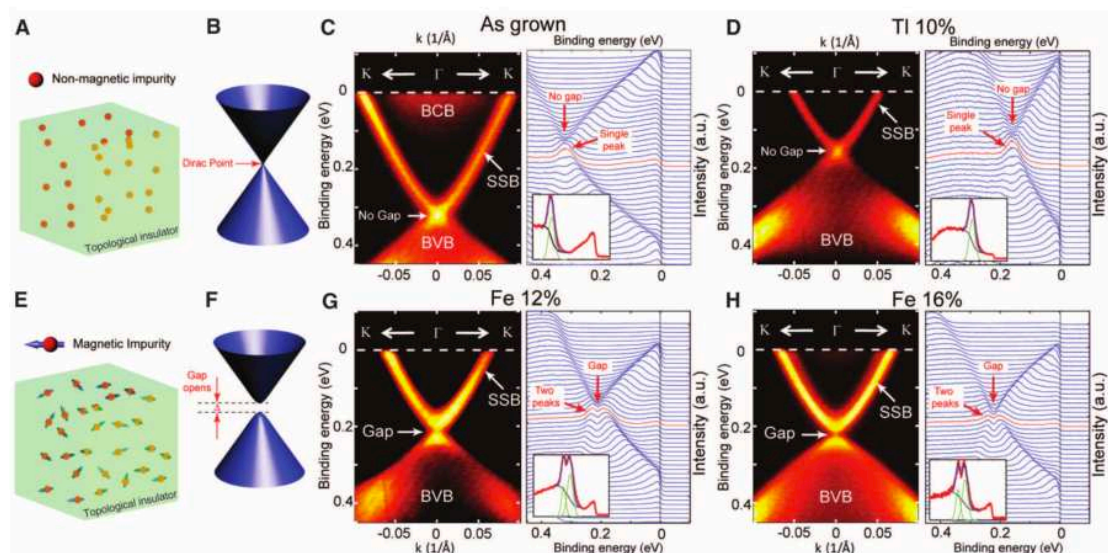 A
Non-magnetic impurity
Topological insulator
B
Dirac Point
C
As grown
k (1/Å)
K ← Γ → K
BCB
SSB
No Gap
BVB
Binding energy (eV)
0
0.2
0.4
-0.05 0 0.05
Binding energy (eV)
No gap
Single
peak
Intensity (a.u.)
0.4 0.2 0
D
Tl 10%
k (1/Å)
K ← Γ → K
SSB
No Gap
BVB
Binding energy (eV)
0
0.2
0.4
-0.05 0 0.05
Binding energy (eV)
No gap
Single
peak
Intensity (a.u.)
0.4 0.2 0
E
Magnetic Impurity
Topological insulator
F
Gap
opens
G
Fe 12%
K ← Γ → K
SSB
Gap
BVB
Binding energy (eV)
0
0.2
0.4
-0.05 0 0.05
k (1/Å)
Gap
Two
peaks
Intensity (a.u.)
0.4 0.2 0
Binding energy (eV)
H
Fe 16%
K ← Γ → K
SSB
Gap
BVB
Binding energy (eV)
0
0.2
0.4
-0.05 0 0.05
k (1/Å)
Gap
Two
peaks
Intensity (a.u.)
0.4 0.2 0
Binding energy (eV)